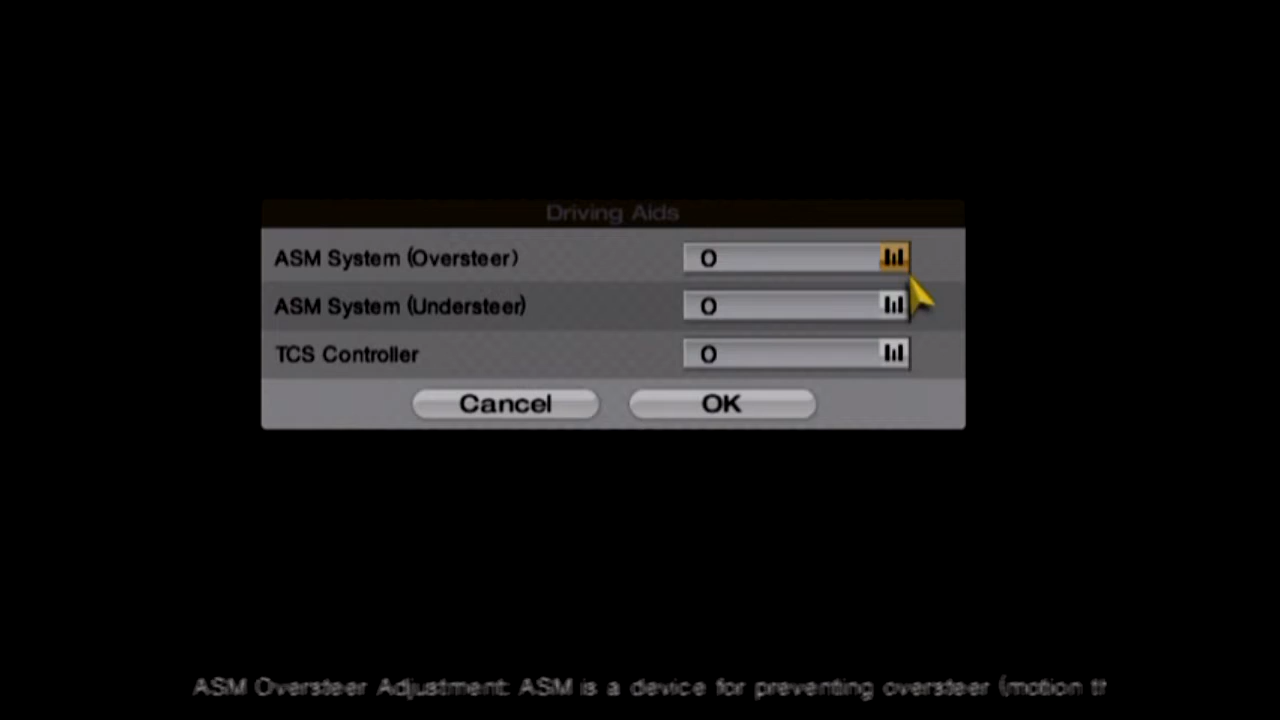 Driving Aids
ASM System (Oversteer) 0
ASM System (Understeer) 0
TCS Controller 0
Cancel OK
ASM Oversteer Adjustment: ASM is a device for preventing oversteer (motion